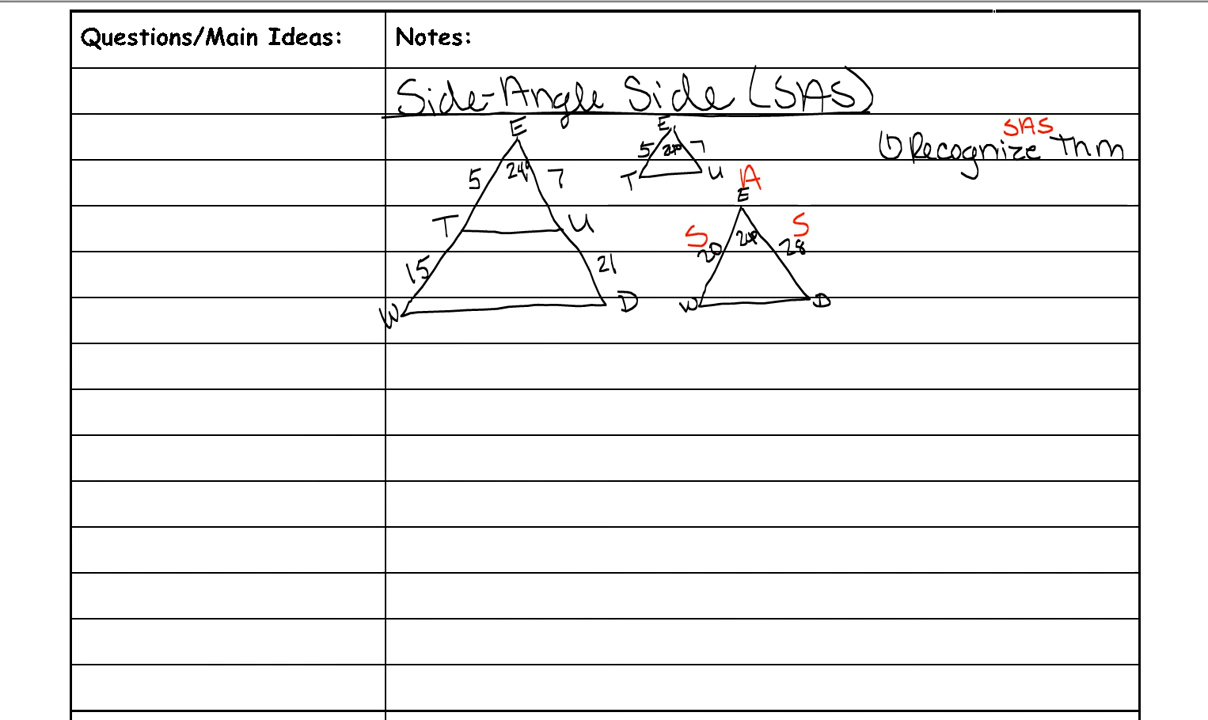 Questions/Main Ideas:
Notes:
Side-Angle Side (SAS)
SAS
① Recognize Thm
E
24°
5
7
T
U
15
21
W
D
E
5
24°
7
T
U
A
E
S
S
20
24°
28
W
D